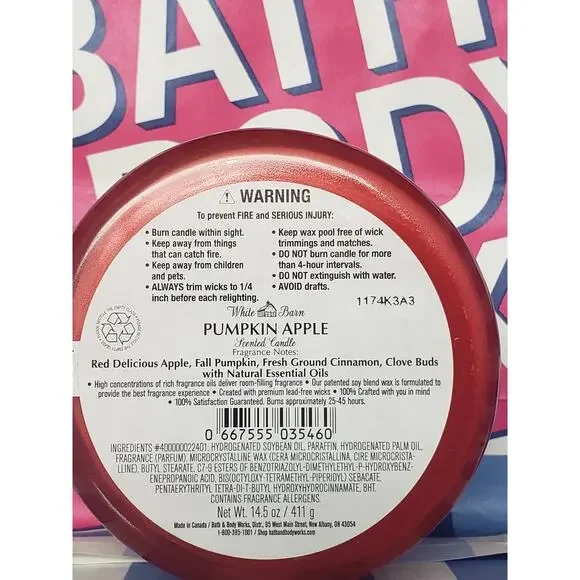 BATH
BODY
⚠ WARNING
To prevent FIRE and SERIOUS INJURY:
• Burn candle within sight.
• Keep away from things
that can catch fire.
• Keep away from children
and pets.
• ALWAYS trim wicks to 1/4
inch before each relighting.
• Keep wax pool free of wick
trimmings and matches.
• DO NOT burn candle for more
than 4-hour intervals.
• DO NOT extinguish with water.
• AVOID drafts.
1174K3A3
White Barn
PUMPKIN APPLE
Scented Candle
Fragrance Notes:
Red Delicious Apple, Fall Pumpkin, Fresh Ground Cinnamon, Clove Buds
with Natural Essential Oils
• High concentrations of rich fragrance oils deliver room-filling fragrance • Our patented soy blend wax is formulated to
provide the best fragrance experience • Created with premium lead-free wicks • 100% Crafted with you in mind
• 100% Satisfaction Guaranteed. Burns approximately 25-45 hours.
0 667555 035460
INGREDIENTS #400000022401: HYDROGENATED SOYBEAN OIL, PARAFFIN, HYDROGENATED PALM OIL,
FRAGRANCE (PARFUM), MICROCRYSTALLINE WAX (CERA MICROCRISTALLINA, CIRE MICROCRISTA-
LLINE), BUTYL STEARATE, C7-9 ESTERS OF BENZOTRIAZOLYL-DIMETHYLETHYL-P-HYDROXYBENZ-
ENEPROPANOIC ACID, BIS(OCTYLOXY-TETRAMETHYL-PIPERIDYL) SEBACATE,
PENTAERYTHRITYL TETRA-DI-T-BUTYL HYDROXYHYDROCINNAMATE, BHT.
CONTAINS FRAGRANCE ALLERGENS.
Net Wt. 14.5 oz / 411 g
Made in Canada / Bath & Body Works, Distr., 95 West Main Street, New Albany, OH 43054
1-800-395-1001 / Shop bathandbodyworks.com